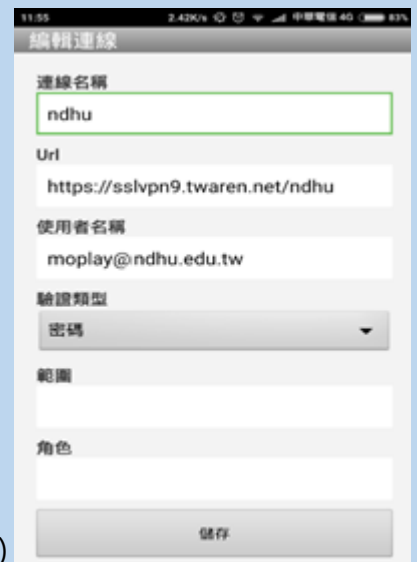 11:55 2.42K/s 中華電信 4G 83%
編輯連線
連線名稱
ndhu
Url
https://sslvpn9.twaren.net/ndhu
使用者名稱
moplay@ndhu.edu.tw
驗證類型
密碼
範圍
角色
儲存
)